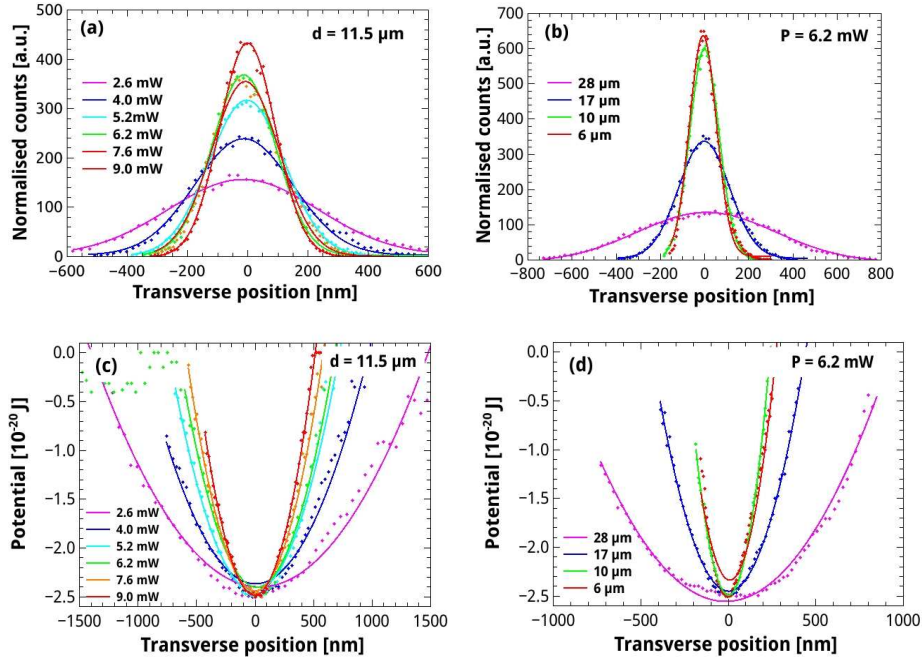 (a)
d = 11.5 µm
Normalised counts [a.u.]
500
400
300
200
100
0
2.6 mW
4.0 mW
5.2mW
6.2 mW
7.6 mW
9.0 mW
−600 −400 −200 0 200 400 600
Transverse position [nm]
(b)
P = 6.2 mW
Normalised counts [a.u.]
700
600
500
400
300
200
100
0
28 µm
17 µm
10 µm
6 µm
−800 −600 −400 −200 0 200 400 600 800
Transverse position [nm]
(c)
d = 11.5 µm
Potential [10⁻²⁰ J]
0.0
−0.5
−1.0
−1.5
−2.0
−2.5
2.6 mW
4.0 mW
5.2 mW
6.2 mW
7.6 mW
9.0 mW
−1500 −1000 −500 0 500 1000 1500
Transverse position [nm]
(d)
P = 6.2 mW
Potential [10⁻²⁰ J]
0.0
−0.5
−1.0
−1.5
−2.0
−2.5
28 µm
17 µm
10 µm
6 µm
−1000 −500 0 500 1000
Transverse position [nm]